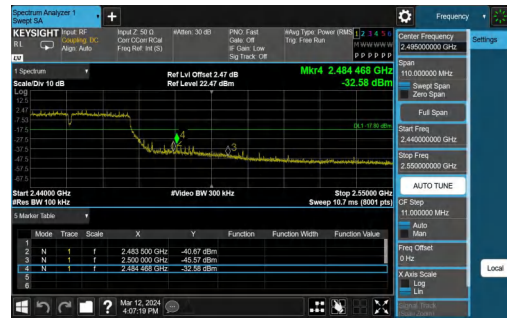 Spectrum Analyzer 1
Swept SA
+
Frequency
Settings
KEYSIGHT
RL
Input: RF
Coupling: DC
Align: Auto
Input Z: 50 Ω
Corr CCorr RCal
Freq Ref: Int (S)
#Atten: 30 dB
PNO: Fast
Gate: Off
IF Gain: Low
Sig Track: Off
#Avg Type: Power (RMS)
Trig: Free Run
1 2 3 4 5 6
M W W W W W
P P P P P P
LV
1 Spectrum
Scale/Div 10 dB
Log
Ref Lvl Offset 2.47 dB
Ref Level 22.47 dBm
Mkr4 2.484 468 GHz
-32.58 dBm
12.5
2.47
-7.53
-17.5
-27.5
-37.5
-47.5
-57.5
DL1 -17.90 dBm
4
3
Start 2.44000 GHz
#Res BW 100 kHz
#Video BW 300 kHz
Stop 2.55000 GHz
Sweep 10.7 ms (8001 pts)
5 Marker Table
Mode Trace Scale X Y Function Function Width Function Value
1
2 N 1 f 2.483 500 GHz -40.67 dBm
3 N 1 f 2.500 000 GHz -45.57 dBm
4 N 1 f 2.484 468 GHz -32.58 dBm
5
6
Center Frequency
2.495000000 GHz
Span
110.000000 MHz
Swept Span
Zero Span
Full Span
Start Freq
2.440000000 GHz
Stop Freq
2.550000000 GHz
AUTO TUNE
CF Step
11.000000 MHz
Auto
Man
Freq Offset
0 Hz
X Axis Scale
Log
Lin
Signal Track
Local
?
Mar 12, 2024
4:07:19 PM